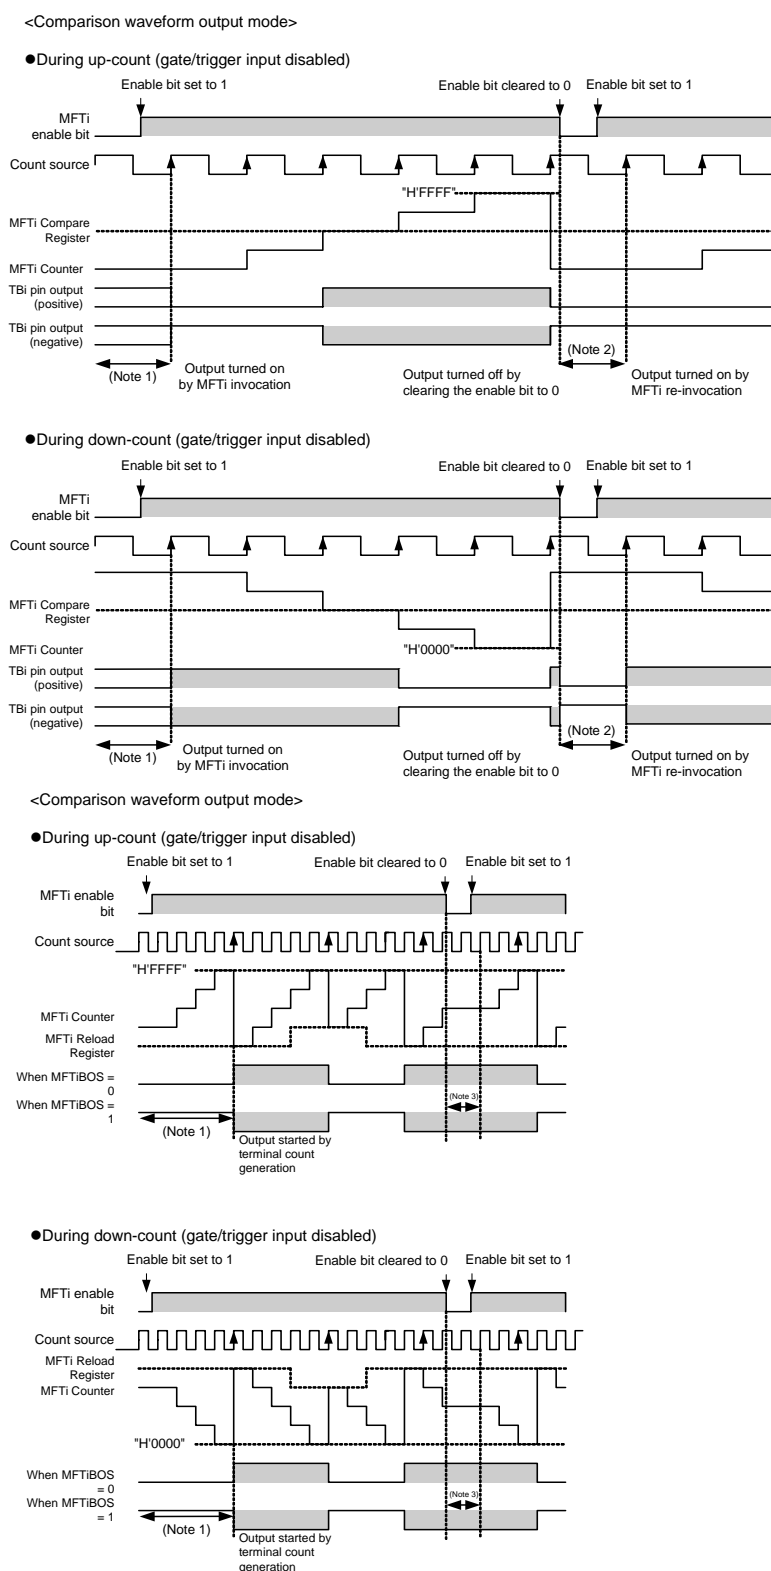 <Comparison waveform output mode>
●During up-count (gate/trigger input disabled)
Enable bit set to 1
Enable bit cleared to 0
Enable bit set to 1
MFTi
enable bit
Count source
"H'FFFF"
MFTi Compare
Register
MFTi Counter
TBi pin output
(positive)
TBi pin output
(negative)
(Note 1)
Output turned on
by MFTi invocation
Output turned off by
clearing the enable bit to 0
(Note 2)
Output turned on by
MFTi re-invocation
●During down-count (gate/trigger input disabled)
Enable bit set to 1
Enable bit cleared to 0
Enable bit set to 1
MFTi
enable bit
Count source
MFTi Compare
Register
MFTi Counter
"H'0000"
TBi pin output
(positive)
TBi pin output
(negative)
(Note 1)
Output turned on
by MFTi invocation
Output turned off by
clearing the enable bit to 0
(Note 2)
Output turned on by
MFTi re-invocation
<Comparison waveform output mode>
●During up-count (gate/trigger input disabled)
Enable bit set to 1
Enable bit cleared to 0
Enable bit set to 1
MFTi enable
bit
Count source
"H'FFFF"
MFTi Counter
MFTi Reload
Register
When MFTiBOS =
0
When MFTiBOS =
1
(Note 1)
Output started by
terminal count
generation
(Note 3)
●During down-count (gate/trigger input disabled)
Enable bit set to 1
Enable bit cleared to 0
Enable bit set to 1
MFTi enable
bit
Count source
MFTi Reload
Register
MFTi Counter
"H'0000"
When MFTiBOS
= 0
When MFTiBOS
= 1
(Note 1)
Output started by
terminal count
generation
(Note 3)